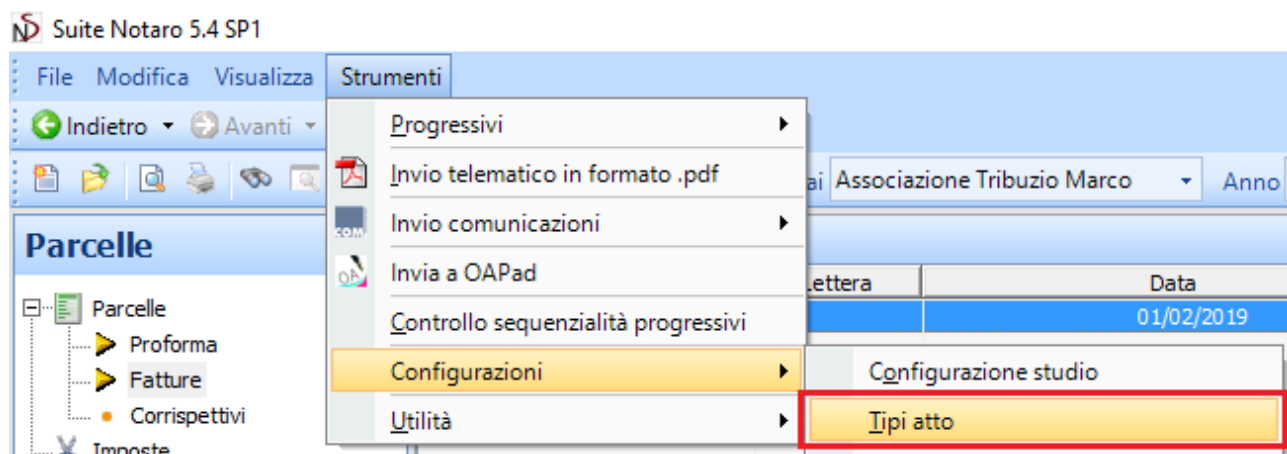 Suite Notaro 5.4 SP1
File Modifica Visualizza Strumenti
Indietro Avanti
Progressivi
Invio telematico in formato .pdf
Invio comunicazioni
Invia a OAPad
Controllo sequenzialità progressivi
Configurazioni
Utilità
Configurazione studio
Tipi atto
ai Associazione Tribuzio Marco Anno
Lettera Data
01/02/2019
Parcelle
Parcelle
Proforma
Fatture
Corrispettivi
Imposte